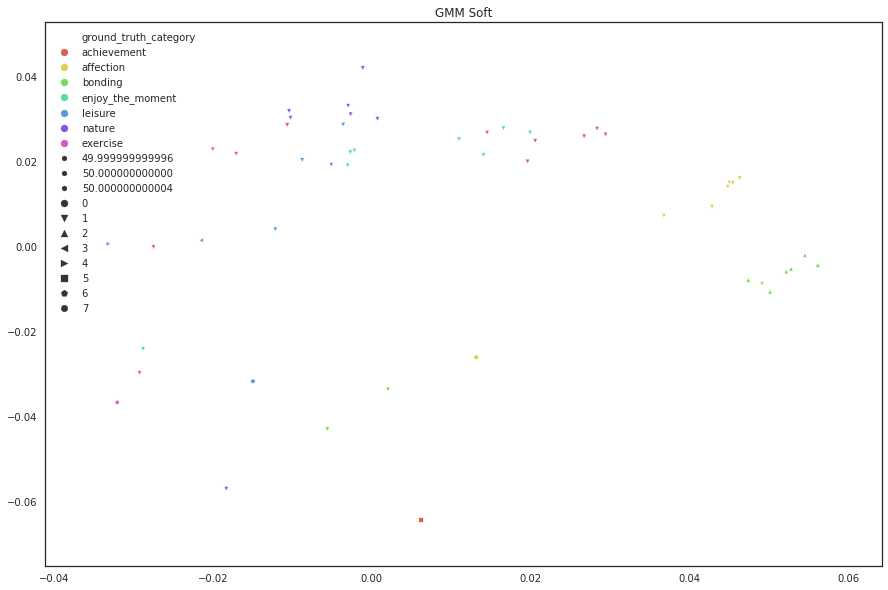 GMM Soft
ground_truth_category
achievement
affection
bonding
enjoy_the_moment
leisure
nature
exercise
49.999999999996
50.000000000000
50.000000000004
0
1
2
3
4
5
6
7
0.04
0.02
0.00
−0.02
−0.04
−0.06
−0.04
−0.02
0.00
0.02
0.04
0.06